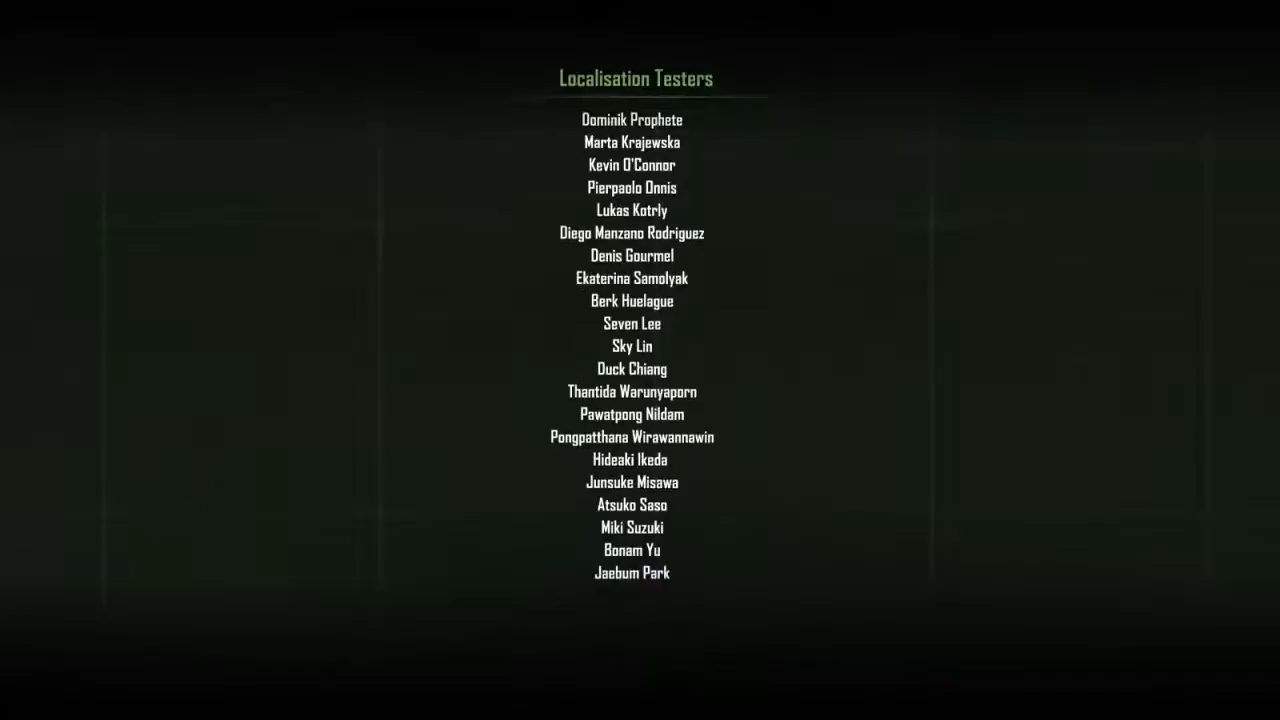 Localisation Testers
Dominik Prophete
Marta Krajewska
Kevin O'Connor
Pierpaolo Onnis
Lukas Kotrly
Diego Manzano Rodriguez
Denis Gourmel
Ekaterina Samolyak
Berk Huelague
Seven Lee
Sky Lin
Duck Chiang
Thantida Warunyaporn
Pawatpong Nildam
Pongpatthana Wirawannawin
Hideaki Ikeda
Junsuke Misawa
Atsuko Saso
Miki Suzuki
Bonam Yu
Jaebum Park